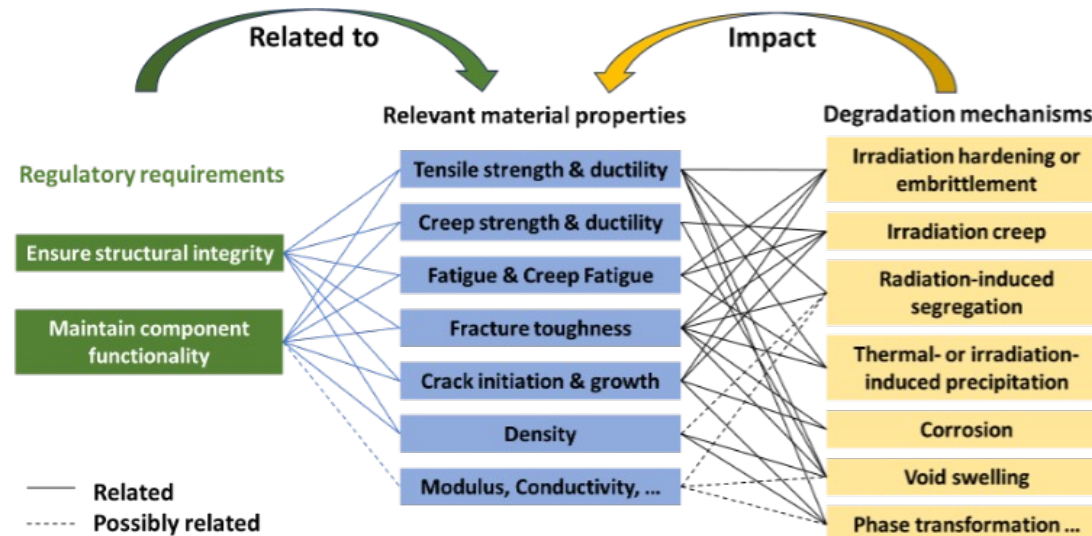 Related to
Impact
Relevant material properties
Degradation mechanisms
Regulatory requirements
Ensure structural integrity
Maintain component
functionality
Tensile strength & ductility
Creep strength & ductility
Fatigue & Creep Fatigue
Fracture toughness
Crack initiation & growth
Density
Modulus, Conductivity, ...
Irradiation hardening or
embrittlement
Irradiation creep
Radiation-induced
segregation
Thermal- or irradiation-
induced precipitation
Corrosion
Void swelling
Phase transformation ...
Related
Possibly related